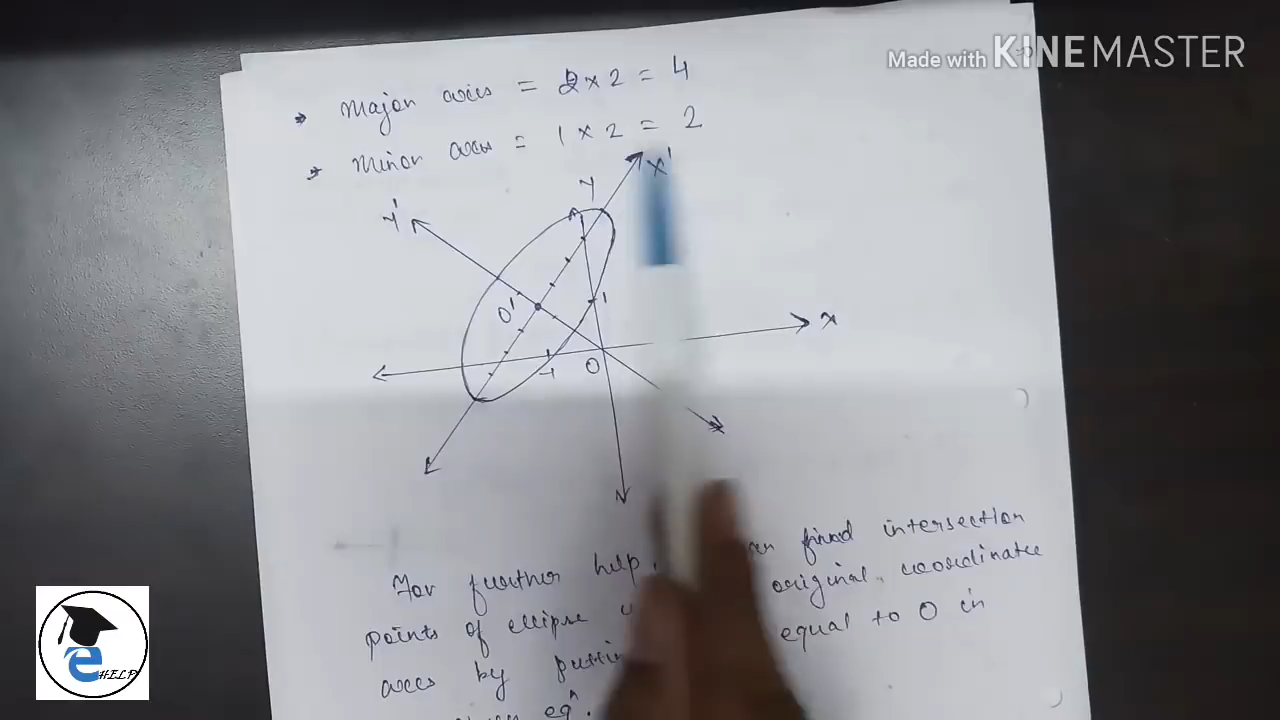 Made with KINEMASTER
* Major axis = 2 × 2 = 4
* Minor axis = 1 × 2 = 2
X'
Y
Y'
O'
1
X
-1
O
For further help, find intersection
points of ellipse original coordinate
axes by equal to 0 in
eqn.
e HELP